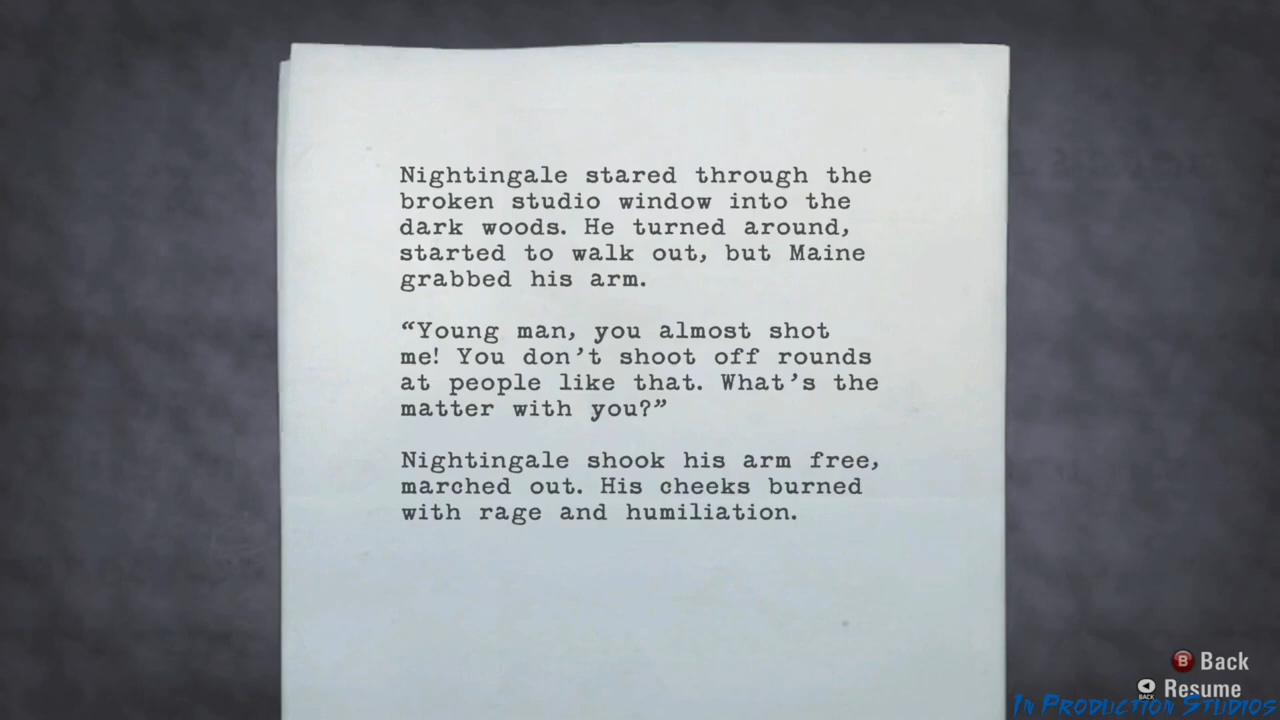 Nightingale stared through the
broken studio window into the
dark woods. He turned around,
started to walk out, but Maine
grabbed his arm.
“Young man, you almost shot
me! You don’t shoot off rounds
at people like that. What’s the
matter with you?”
Nightingale shook his arm free,
marched out. His cheeks burned
with rage and humiliation.
B Back
BACK Resume
In Production Studios